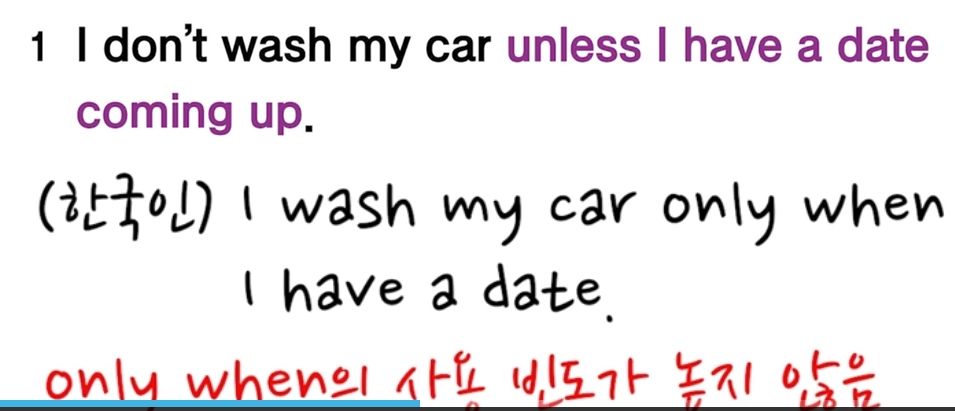 1 I don't wash my car unless I have a date
coming up.
(한국인) I wash my car only when
I have a date.
only when의 사용 빈도가 높지 않음